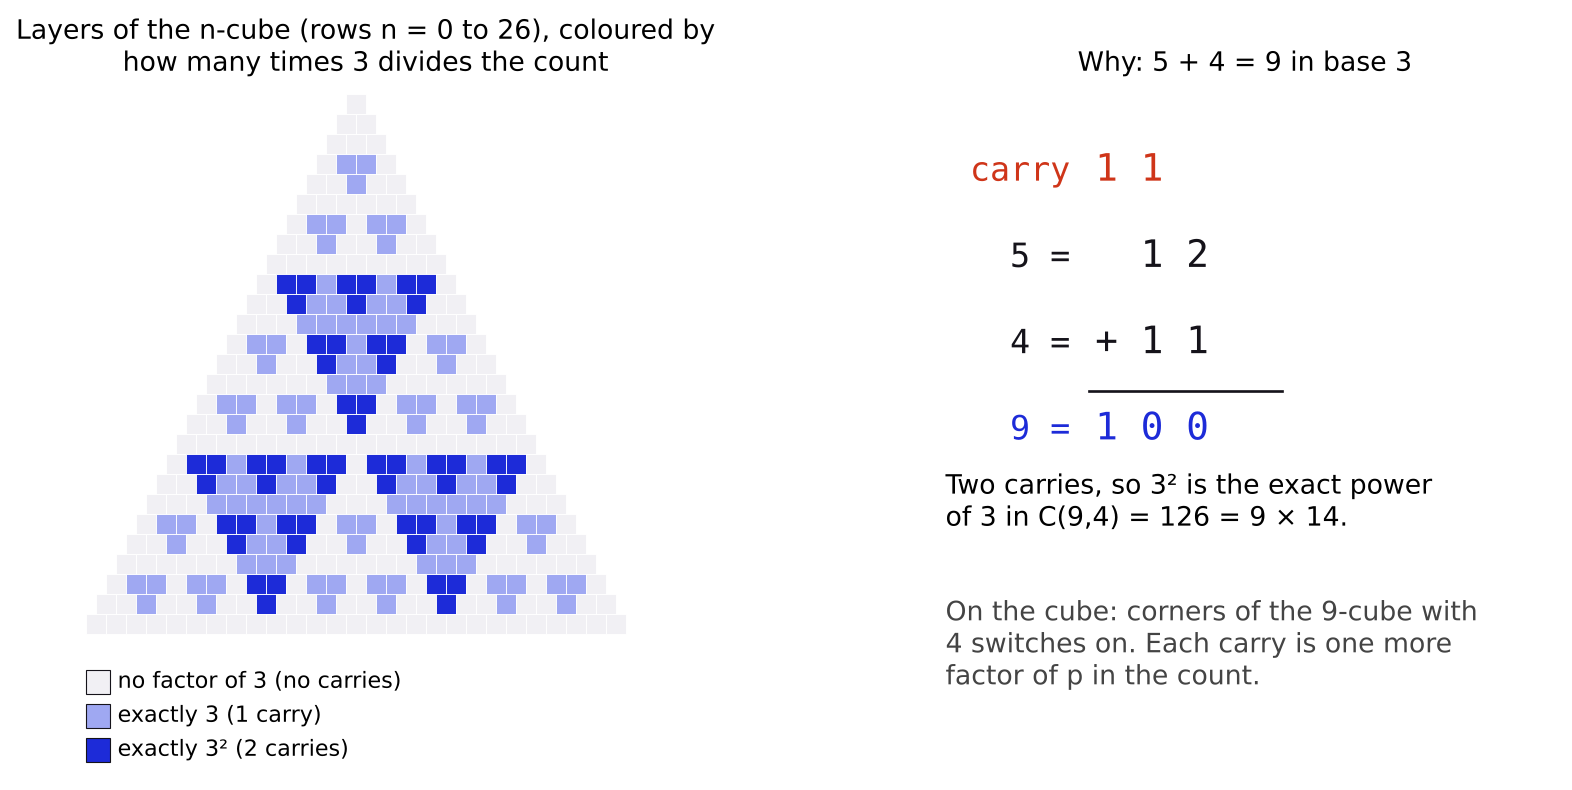 Layers of the n-cube (rows n = 0 to 26), coloured by
how many times 3 divides the count
no factor of 3 (no carries)
exactly 3 (1 carry)
exactly 3² (2 carries)
Why: 5 + 4 = 9 in base 3
carry 1 1
5 = 1 2
4 = + 1 1
9 = 1 0 0
Two carries, so 3² is the exact power
of 3 in C(9,4) = 126 = 9 × 14.
On the cube: corners of the 9-cube with
4 switches on. Each carry is one more
factor of p in the count.